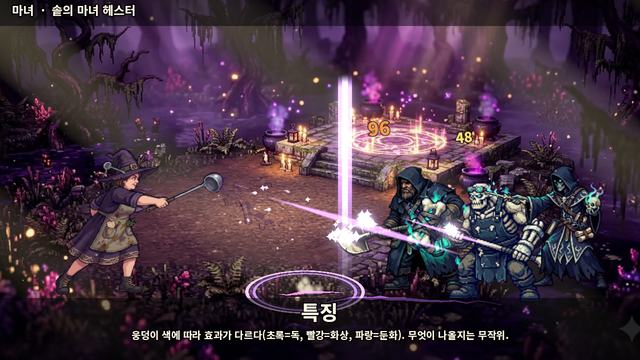 마녀 · 솥의 마녀 헤스터
96
48
특징
웅덩이 색에 따라 효과가 다르다(초록=독, 빨강=화상, 파랑=둔화). 무엇이 나올지는 무작위.